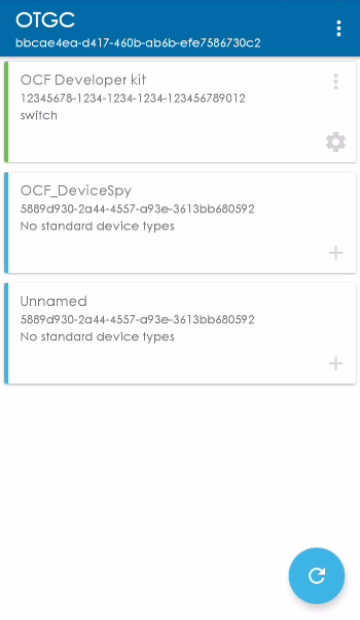 OTGC
bbcae4ea-d417-460b-ab6b-efe7586730c2
OCF Developer kit
12345678-1234-1234-1234-123456789012
switch
OCF_DeviceSpy
5889d930-2a44-4557-a93e-3613bb680592
No standard device types
Unnamed
5889d930-2a44-4557-a93e-3613bb680592
No standard device types